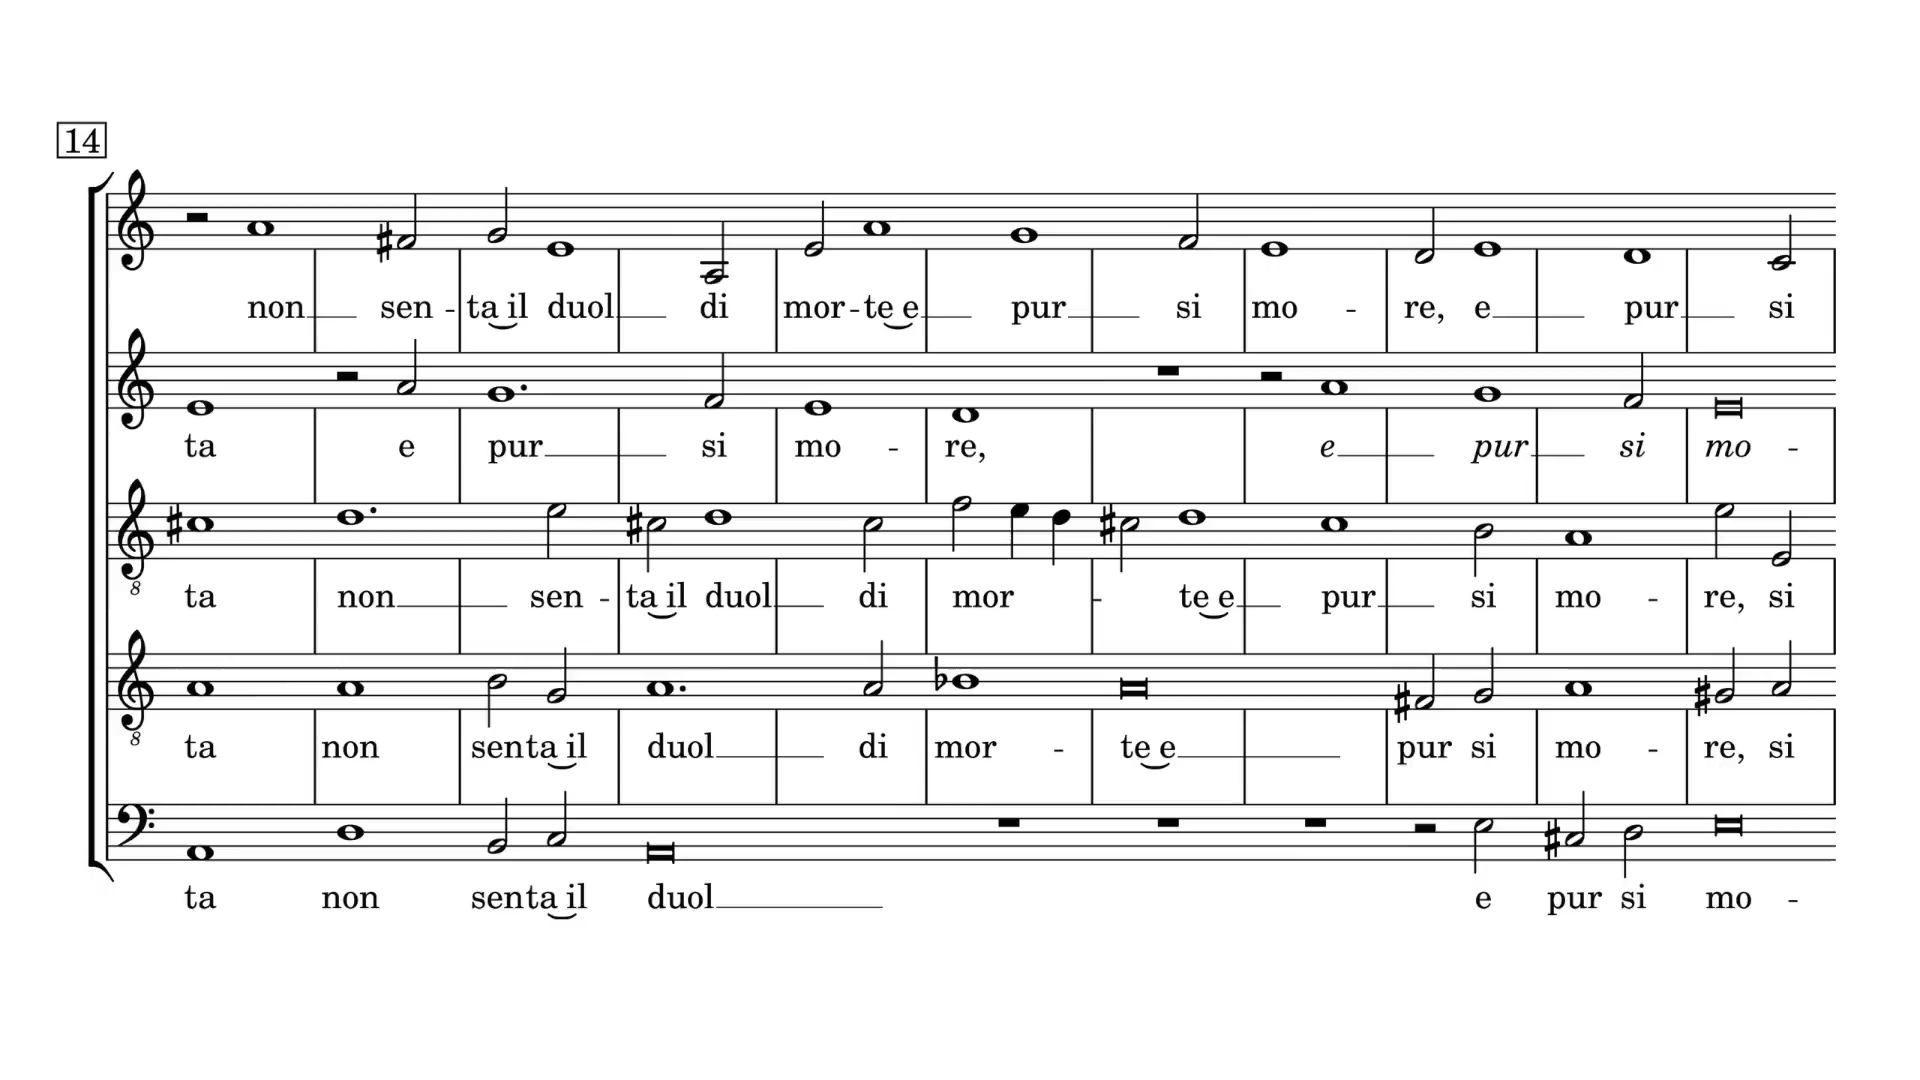 14
non sen - ta il duol di mor - te e pur si mo - re, e pur si
ta e pur si mo - re, e pur si mo -
8
ta non sen - ta il duol di mor - te e pur si mo - re, si
8
ta non senta il duol di mor - te e pur si mo - re, si
ta non senta il duol e pur si mo -